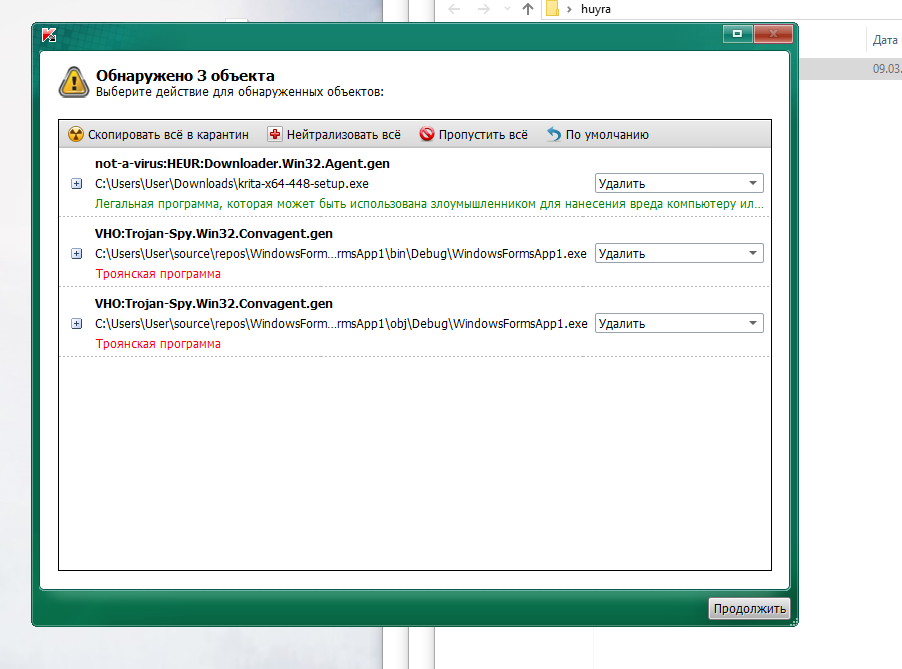 huyra
Дата
09.03.
Обнаружено 3 объекта
Выберите действие для обнаруженных объектов:
Скопировать всё в карантин Нейтрализовать всё Пропустить всё По умолчанию
not-a-virus:HEUR:Downloader.Win32.Agent.gen
C:\Users\User\Downloads\krita-x64-448-setup.exe Удалить
Легальная программа, которая может быть использована злоумышленником для нанесения вреда компьютеру ил...
VHO:Trojan-Spy.Win32.Convagent.gen
C:\Users\User\source\repos\WindowsForm...rmsApp1\bin\Debug\WindowsFormsApp1.exe Удалить
Троянская программа
VHO:Trojan-Spy.Win32.Convagent.gen
C:\Users\User\source\repos\WindowsForm...rmsApp1\obj\Debug\WindowsFormsApp1.exe Удалить
Троянская программа
Продолжить